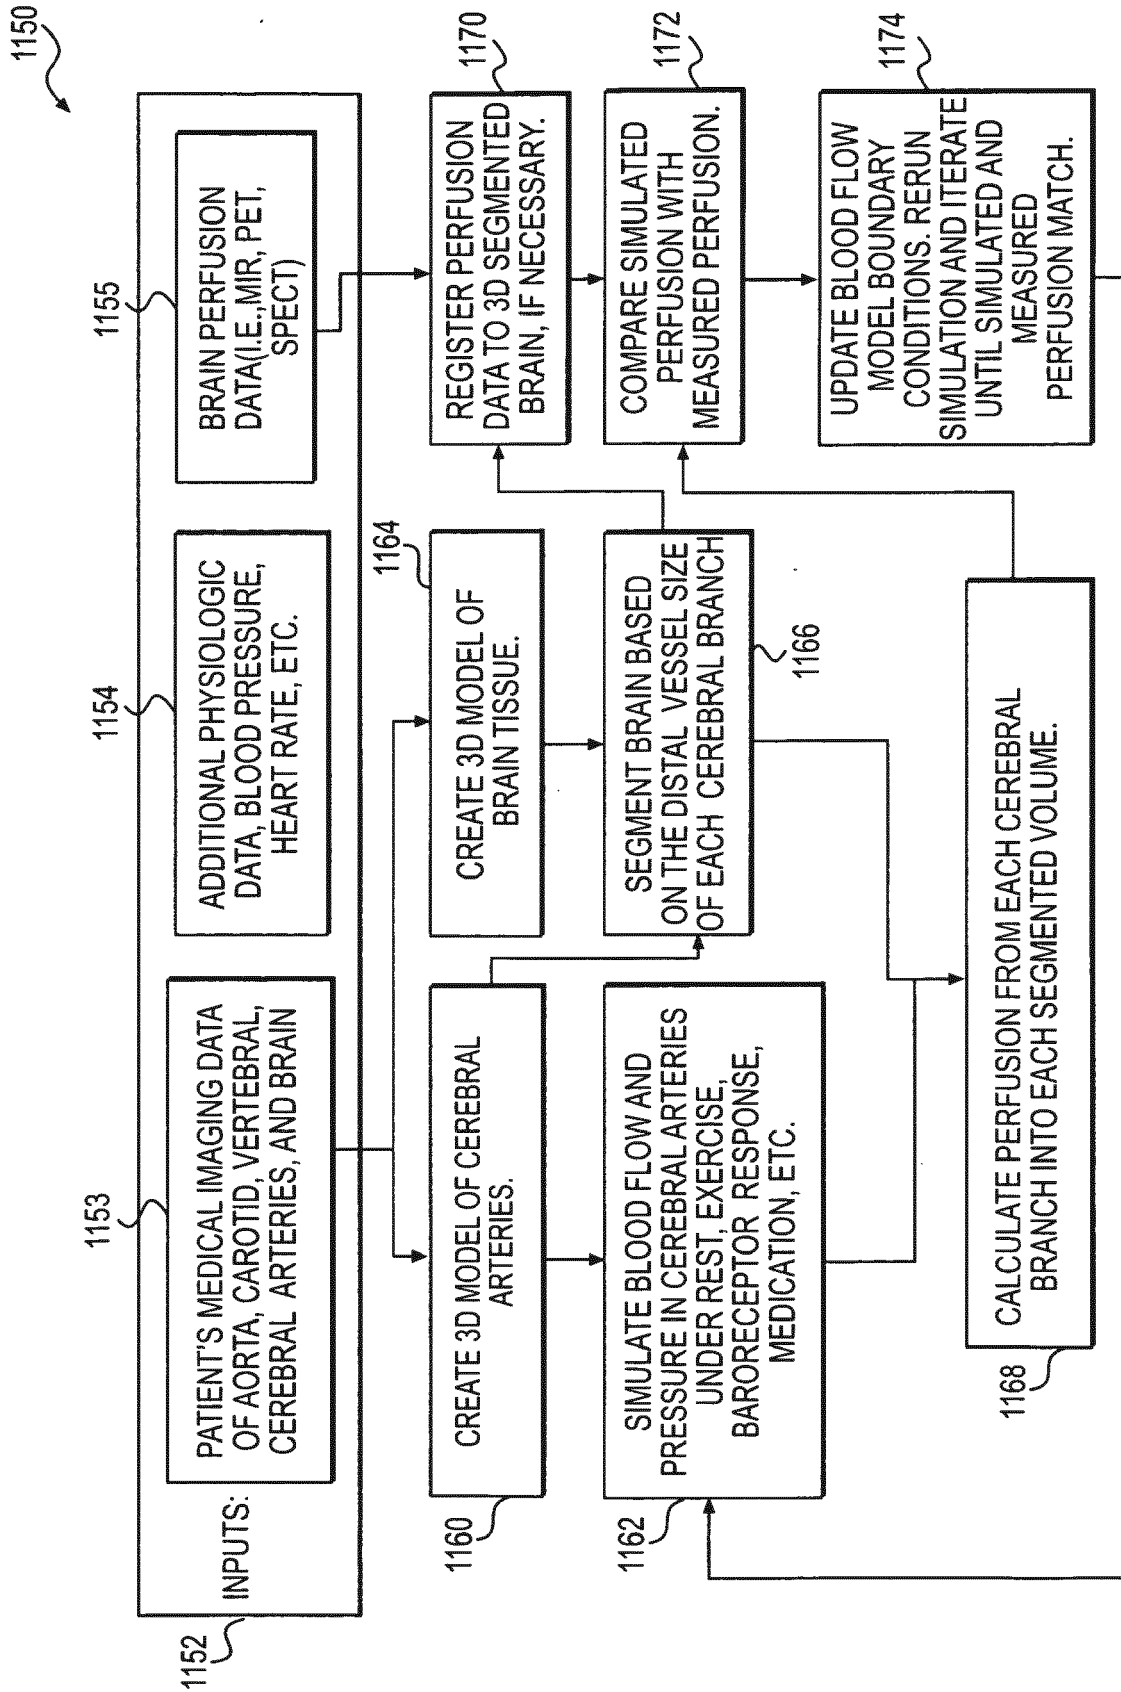 1150
1152
INPUTS:
1153
PATIENT'S MEDICAL IMAGING DATA
OF AORTA, CAROTID, VERTEBRAL,
CEREBRAL ARTERIES, AND BRAIN
1154
ADDITIONAL PHYSIOLOGIC
DATA, BLOOD PRESSURE,
HEART RATE, ETC.
1155
BRAIN PERFUSION
DATA(I.E.,MIR, PET,
SPECT)
1160
CREATE 3D MODEL OF CEREBRAL
ARTERIES.
1164
CREATE 3D MODEL OF
BRAIN TISSUE.
1170
REGISTER PERFUSION
DATA TO 3D SEGMENTED
BRAIN, IF NECESSARY.
1162
SIMULATE BLOOD FLOW AND
PRESSURE IN CEREBRAL ARTERIES
UNDER REST, EXERCISE,
BARORECEPTOR RESPONSE,
MEDICATION, ETC.
1166
SEGMENT BRAIN BASED
ON THE DISTAL VESSEL SIZE
OF EACH CEREBRAL BRANCH
1172
COMPARE SIMULATED
PERFUSION WITH
MEASURED PERFUSION.
1174
UPDATE BLOOD FLOW
MODEL BOUNDARY
CONDITIONS. RERUN
SIMULATION AND ITERATE
UNTIL SIMULATED AND
MEASURED
PERFUSION MATCH.
1168
CALCULATE PERFUSION FROM EACH CEREBRAL
BRANCH INTO EACH SEGMENTED VOLUME.